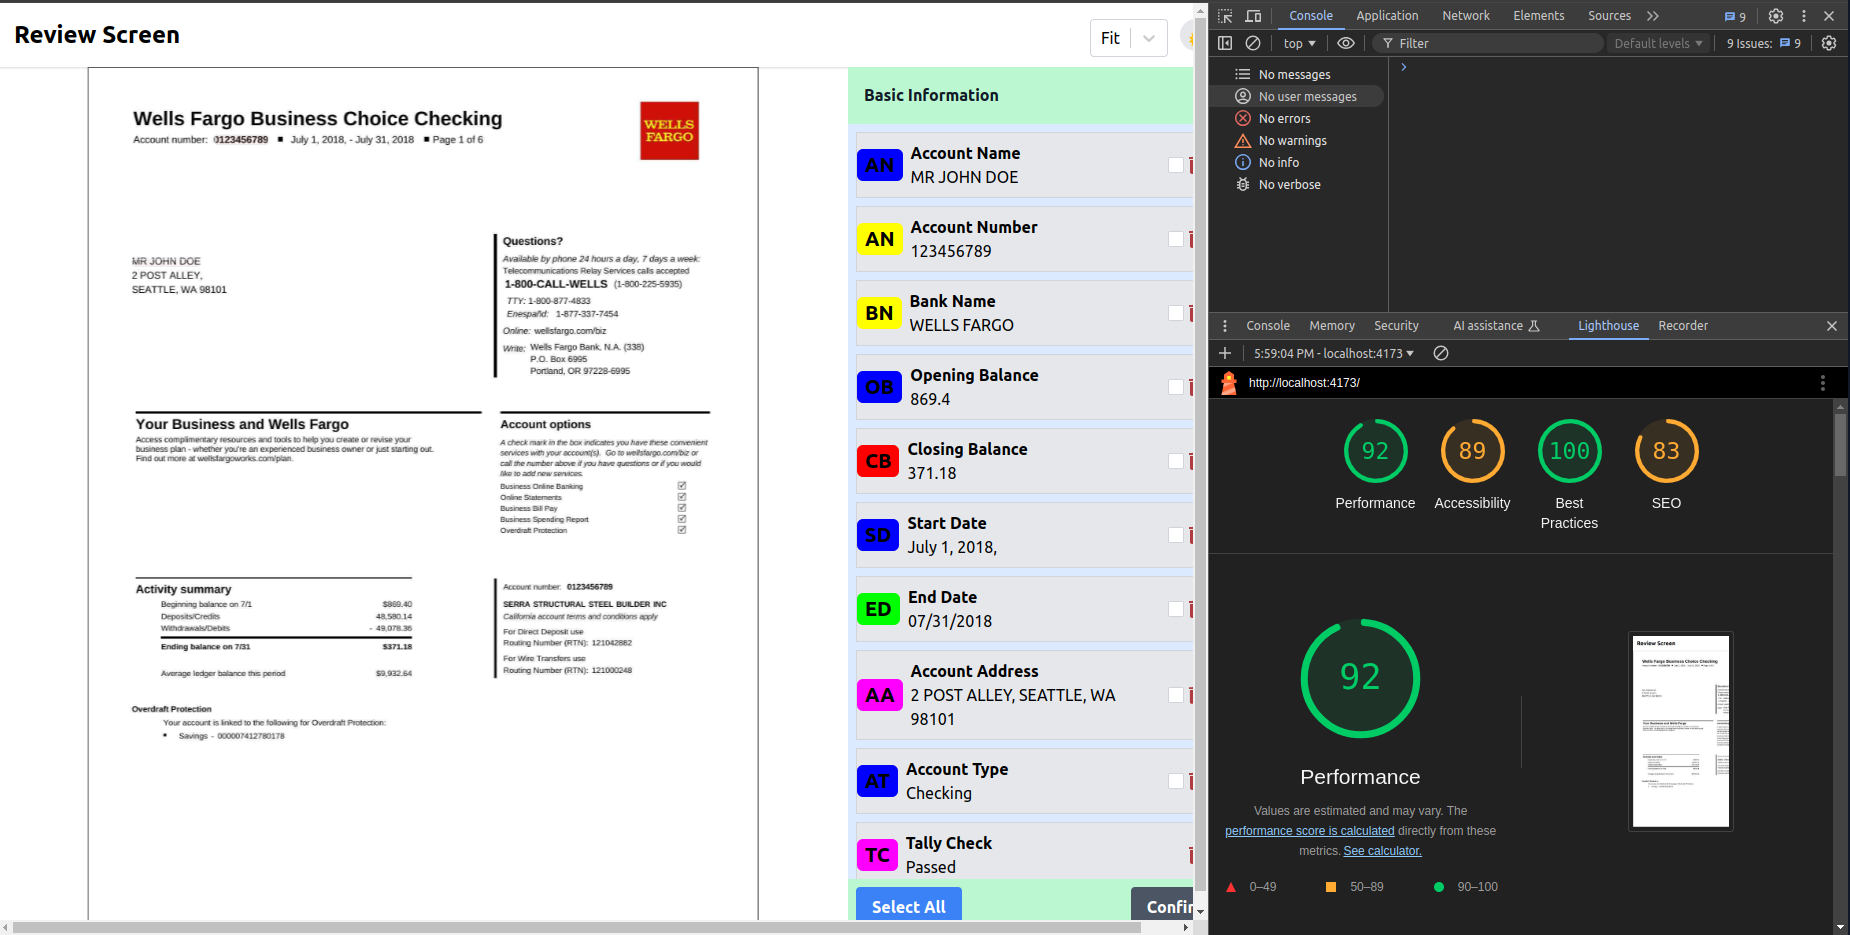 Review Screen
Fit
Wells Fargo Business Choice Checking
Account number: 0123456789 ■ July 1, 2018, - July 31, 2018 ■ Page 1 of 6
WELLS
FARGO
MR JOHN DOE
2 POST ALLEY,
SEATTLE, WA 98101
Questions?
Available by phone 24 hours a day, 7 days a week:
Telecommunications Relay Services calls accepted
1-800-CALL-WELLS (1-800-225-5935)
TTY: 1-800-877-4833
Enespañol: 1-877-337-7454
Online: wellsfargo.com/biz
Write: Wells Fargo Bank, N.A. (338)
P.O. Box 6995
Portland, OR 97228-6995
Your Business and Wells Fargo
Access complimentary resources and tools to help you create or revise your
business plan - whether you're an experienced business owner or just starting out.
Find out more at wellsfargoworks.com/plan.
Account options
A check mark in the box indicates you have these convenient
services with your account(s). Go to wellsfargo.com/biz or
call the number above if you have questions or if you would
like to add new services.
Business Online Banking
Online Statements
Business Bill Pay
Business Spending Report
Overdraft Protection
Activity summary
Beginning balance on 7/1 $869.40
Deposits/Credits 48,580.14
Withdrawals/Debits - 49,078.36
Ending balance on 7/31 $371.18
Average ledger balance this period $9,932.64
Account number: 0123456789
SERRA STRUCTURAL STEEL BUILDER INC
California account terms and conditions apply
For Direct Deposit use
Routing Number (RTN): 121042882
For Wire Transfers use
Routing Number (RTN): 121000248
Overdraft Protection
Your account is linked to the following for Overdraft Protection:
▪ Savings - 000007412780178
Basic Information
AN
Account Name
MR JOHN DOE
AN
Account Number
123456789
BN
Bank Name
WELLS FARGO
OB
Opening Balance
869.4
CB
Closing Balance
371.18
SD
Start Date
July 1, 2018,
ED
End Date
07/31/2018
AA
Account Address
2 POST ALLEY, SEATTLE, WA
98101
AT
Account Type
Checking
TC
Tally Check
Passed
Select All
Confir
Console Application Network Elements Sources 9
top Filter Default levels 9 Issues: 9
No messages
No user messages
No errors
No warnings
No info
No verbose
Console Memory Security AI assistance Lighthouse Recorder
5:59:04 PM - localhost:4173
http://localhost:4173/
92 89 100 83
Performance Accessibility Best SEO
Practices
92
Performance
Values are estimated and may vary. The
performance score is calculated directly from these
metrics. See calculator.
0–49 50–89 90–100
Review Screen
Wells Fargo Business Choice Checking